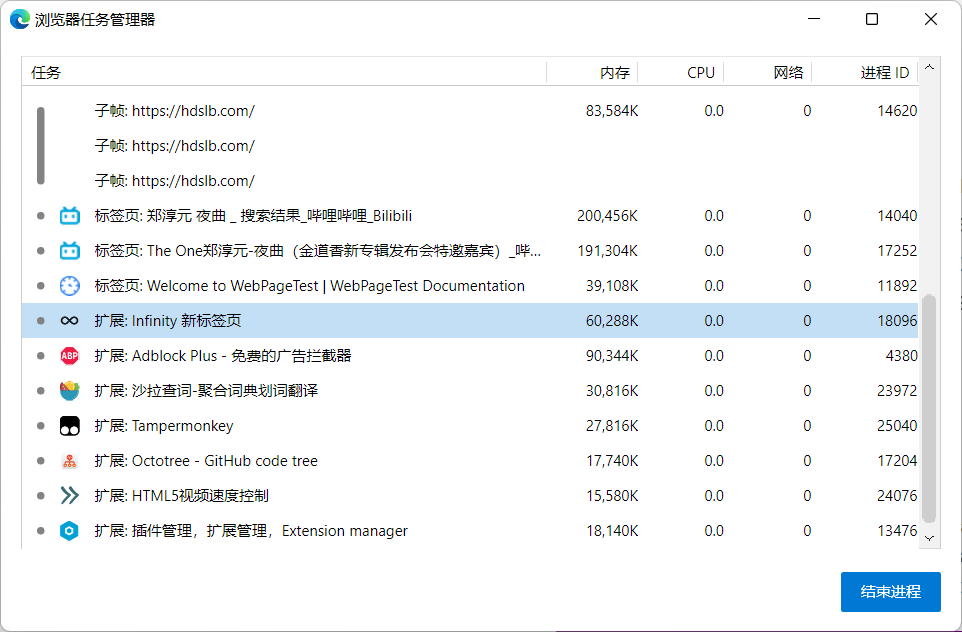 浏览器任务管理器
任务 内存 CPU 网络 进程 ID
子帧: https://hdslb.com/ 83,584K 0.0 0 14620
子帧: https://hdslb.com/
子帧: https://hdslb.com/
标签页: 郑淳元 夜曲 _ 搜索结果_哔哩哔哩_Bilibili 200,456K 0.0 0 14040
标签页: The One郑淳元-夜曲（金道香新专辑发布会特邀嘉宾）_哔... 191,304K 0.0 0 17252
标签页: Welcome to WebPageTest | WebPageTest Documentation 39,108K 0.0 0 11892
扩展: Infinity 新标签页 60,288K 0.0 0 18096
ABP 扩展: Adblock Plus - 免费的广告拦截器 90,344K 0.0 0 4380
扩展: 沙拉查词-聚合词典划词翻译 30,816K 0.0 0 23972
扩展: Tampermonkey 27,816K 0.0 0 25040
扩展: Octotree - GitHub code tree 17,740K 0.0 0 17204
扩展: HTML5视频速度控制 15,580K 0.0 0 24076
扩展: 插件管理，扩展管理，Extension manager 18,140K 0.0 0 13476
结束进程